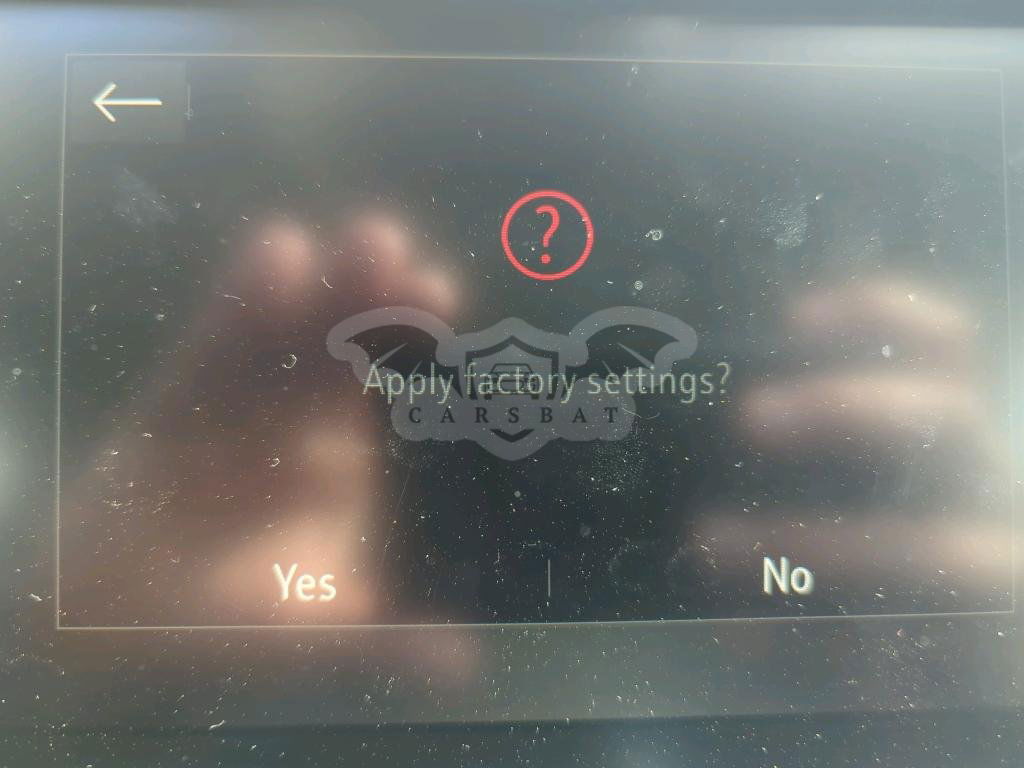 Apply factory settings?
CARSBAT
Yes
No